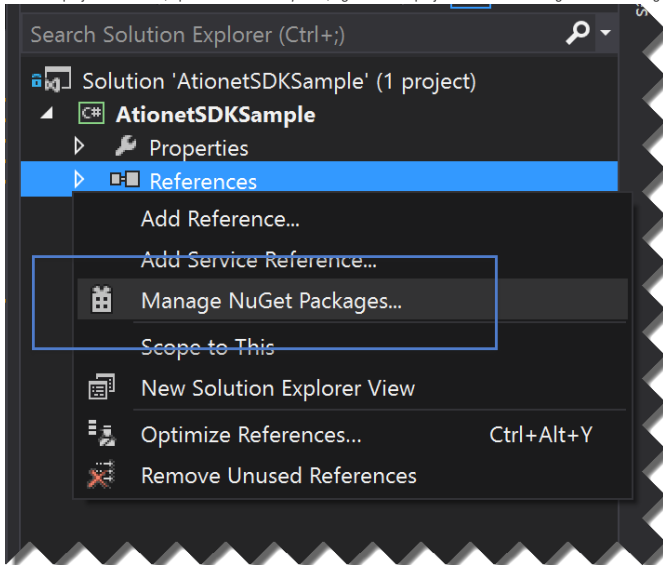 Search Solution Explorer (Ctrl+;)
Solution 'AtionetSDKSample' (1 project)
C# AtionetSDKSample
Properties
References
Add Reference...
Add Service Reference...
Manage NuGet Packages...
Scope to This
New Solution Explorer View
Optimize References... Ctrl+Alt+Y
Remove Unused References